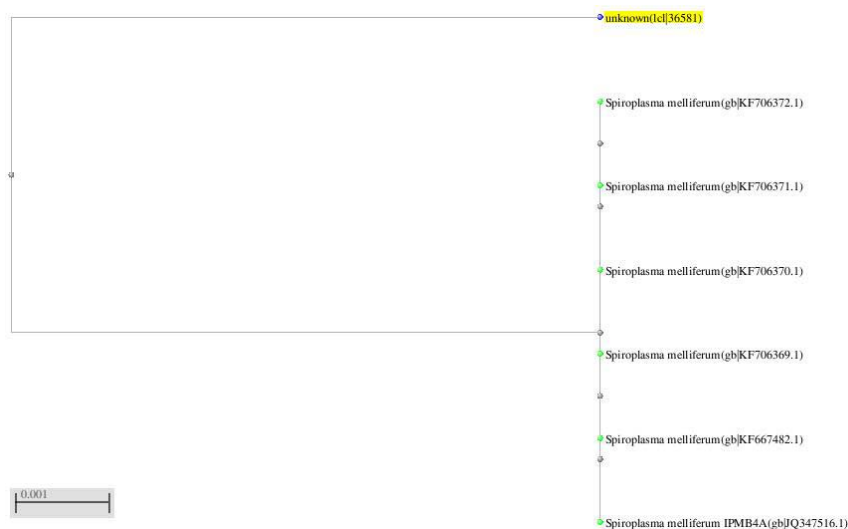 unknown(lcl|36581)
Spiroplasma melliferum(gb|KF706372.1)
Spiroplasma melliferum(gb|KF706371.1)
Spiroplasma melliferum(gb|KF706370.1)
Spiroplasma melliferum(gb|KF706369.1)
Spiroplasma melliferum(gb|KF667482.1)
0.001
Spiroplasma melliferum IPMB4A(gb|JQ347516.1)